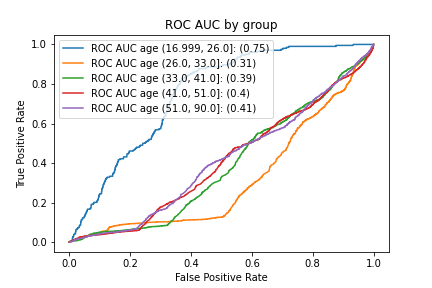 ROC AUC by group
ROC AUC age (16.999, 26.0]: (0.75)
ROC AUC age (26.0, 33.0]: (0.31)
ROC AUC age (33.0, 41.0]: (0.39)
ROC AUC age (41.0, 51.0]: (0.4)
ROC AUC age (51.0, 90.0]: (0.41)
True Positive Rate
1.0
0.8
0.6
0.4
0.2
0.0
0.0 0.2 0.4 0.6 0.8 1.0
False Positive Rate